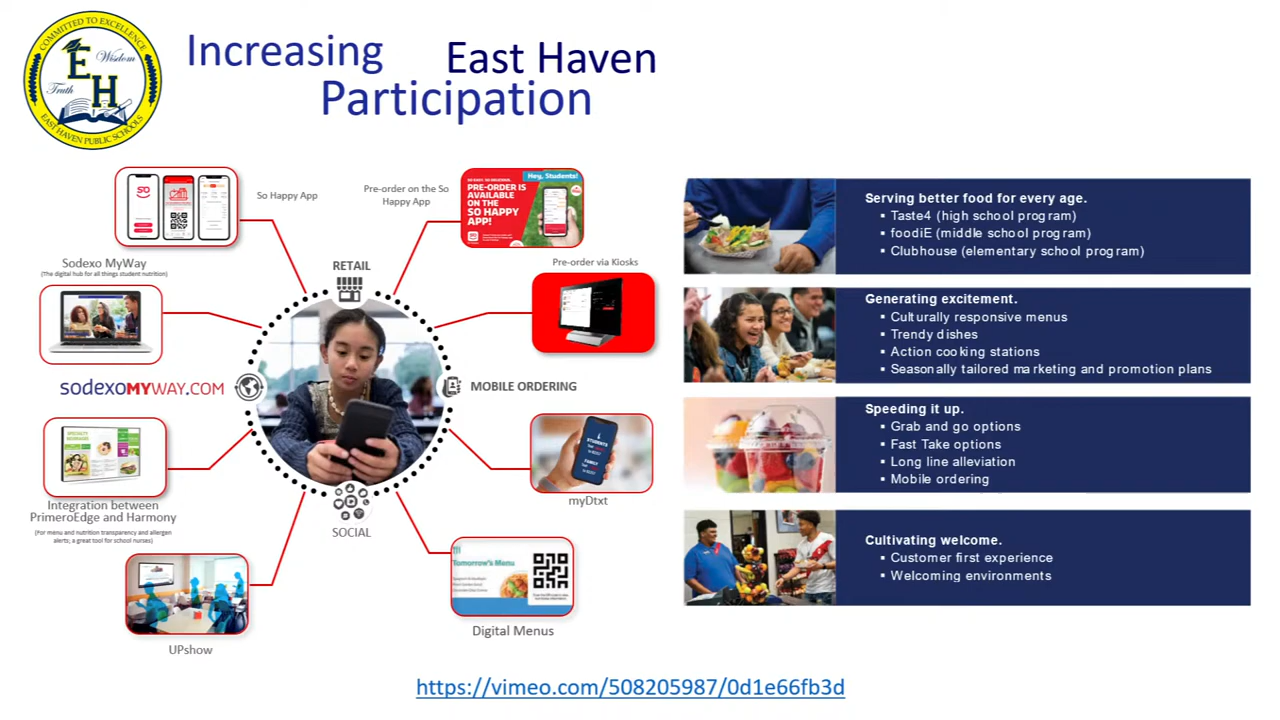 COMMITTED TO EXCELLENCE
Wisdom
Truth
E
H
EAST HAVEN PUBLIC SCHOOLS
Increasing East Haven
Participation
So Happy App
Pre-order on the So
Happy App
Hey, Students!
PRE-ORDER IS
AVAILABLE
ON THE
SO HAPPY
APP!
Sodexo MyWay
(The digital hub for all things student nutrition)
RETAIL
Pre-order via Kiosks
sodexoMYWAY.COM
MOBILE ORDERING
STUDENTS
FAMILY
myDtxt
Integration between
PrimeroEdge and Harmony
(For menu and nutrition transparency and allergen
alerts; a great tool for school nurses)
SOCIAL
UPshow
Tomorrow's Menu
Digital Menus
Serving better food for every age.
▪ Taste4 (high school program)
▪ foodiE (middle school program)
▪ Clubhouse (elementary school program)
Generating excitement.
▪ Culturally responsive menus
▪ Trendy dishes
▪ Action cooking stations
▪ Seasonally tailored marketing and promotion plans
Speeding it up.
▪ Grab and go options
▪ Fast Take options
▪ Long line alleviation
▪ Mobile ordering
Cultivating welcome.
▪ Customer first experience
▪ Welcoming environments
https://vimeo.com/508205987/0d1e66fb3d